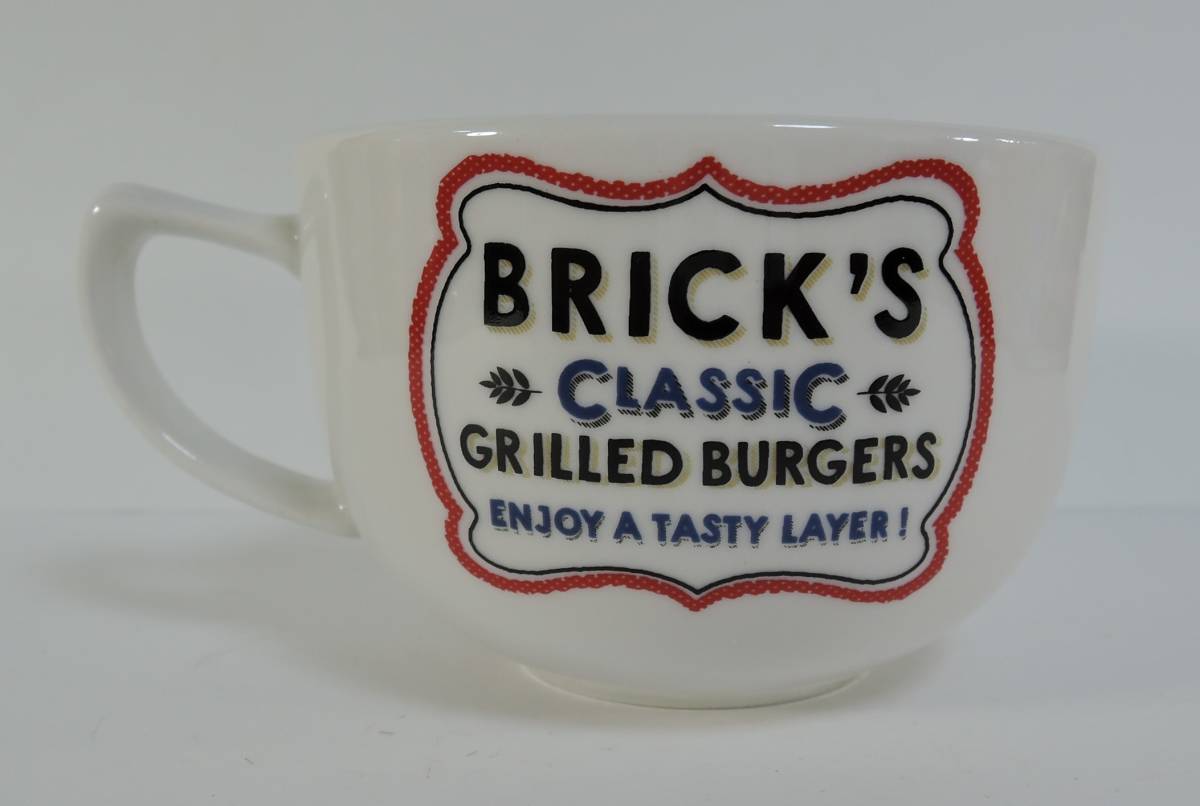 BRICK'S
CLASSIC
GRILLED BURGERS
ENJOY A TASTY LAYER!